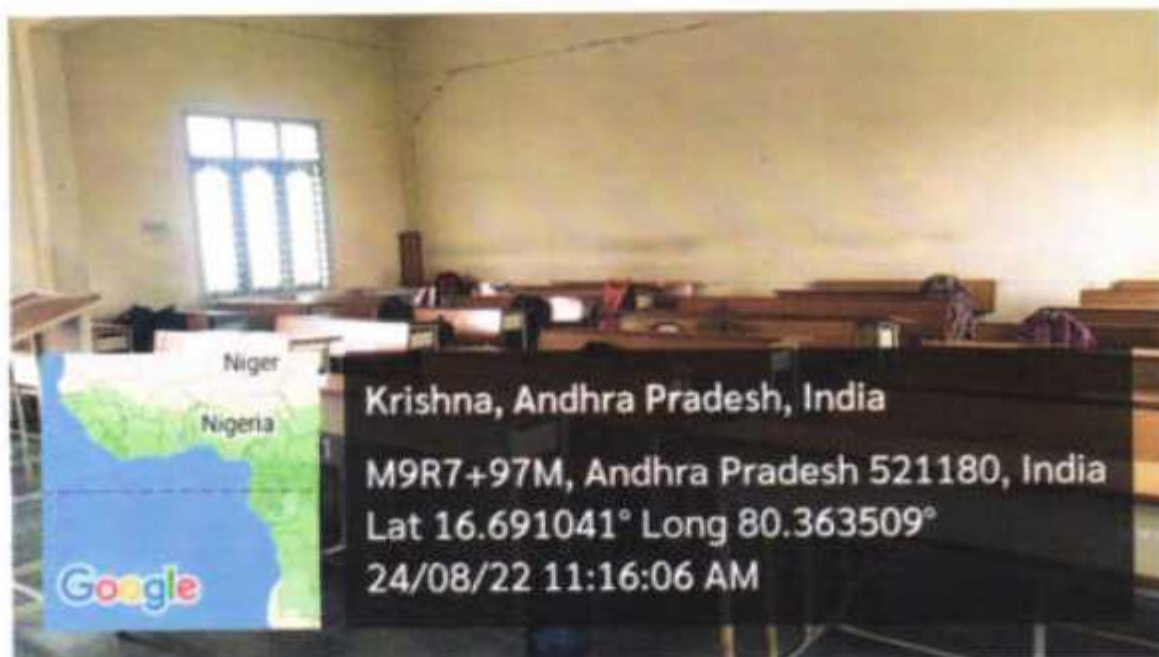 Niger
Nigeria
Google
Krishna, Andhra Pradesh, India
M9R7+97M, Andhra Pradesh 521180, India
Lat 16.691041° Long 80.363509°
24/08/22 11:16:06 AM